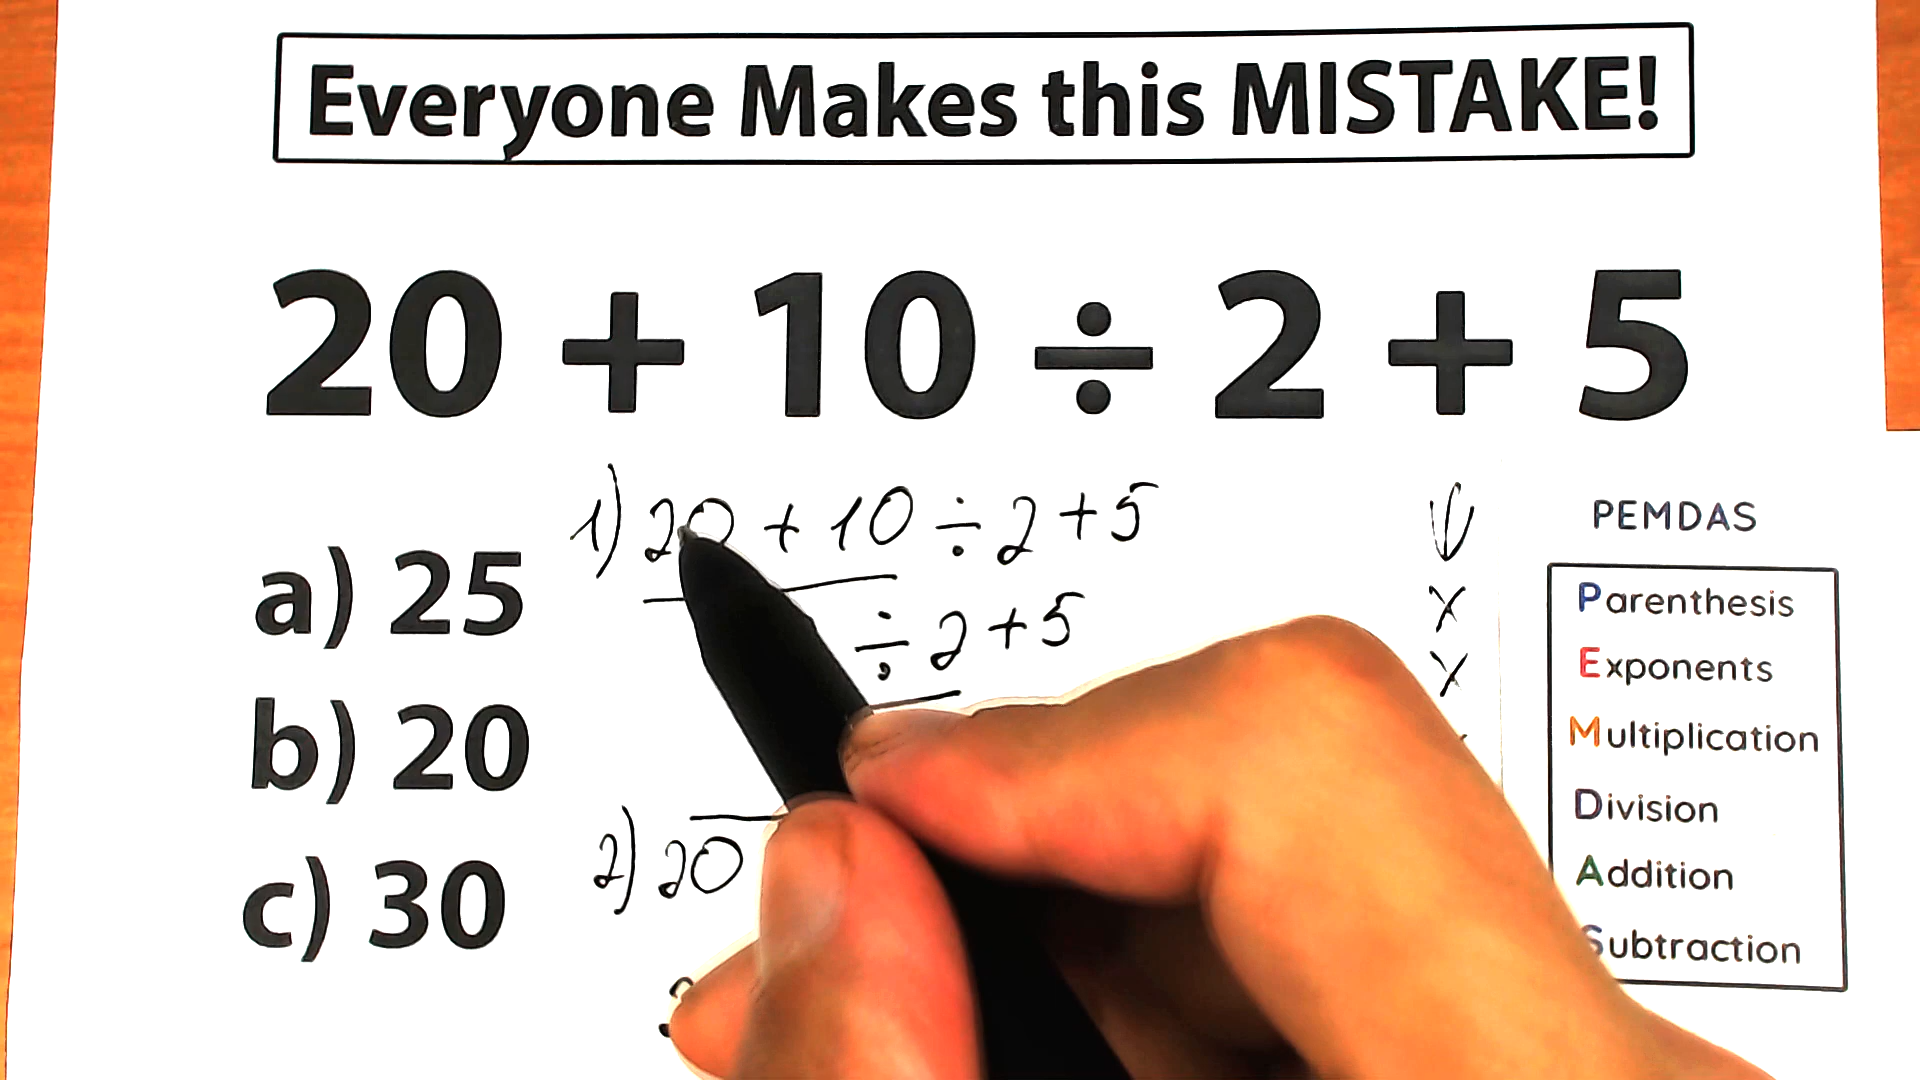 Everyone Makes this MISTAKE!
20 + 10 ÷ 2 + 5
a) 25
b) 20
c) 30
1) 20 + 10 ÷ 2 + 5
÷ 2 + 5
2) 20
PEMDAS
Parenthesis
Exponents
Multiplication
Division
Addition
Subtraction